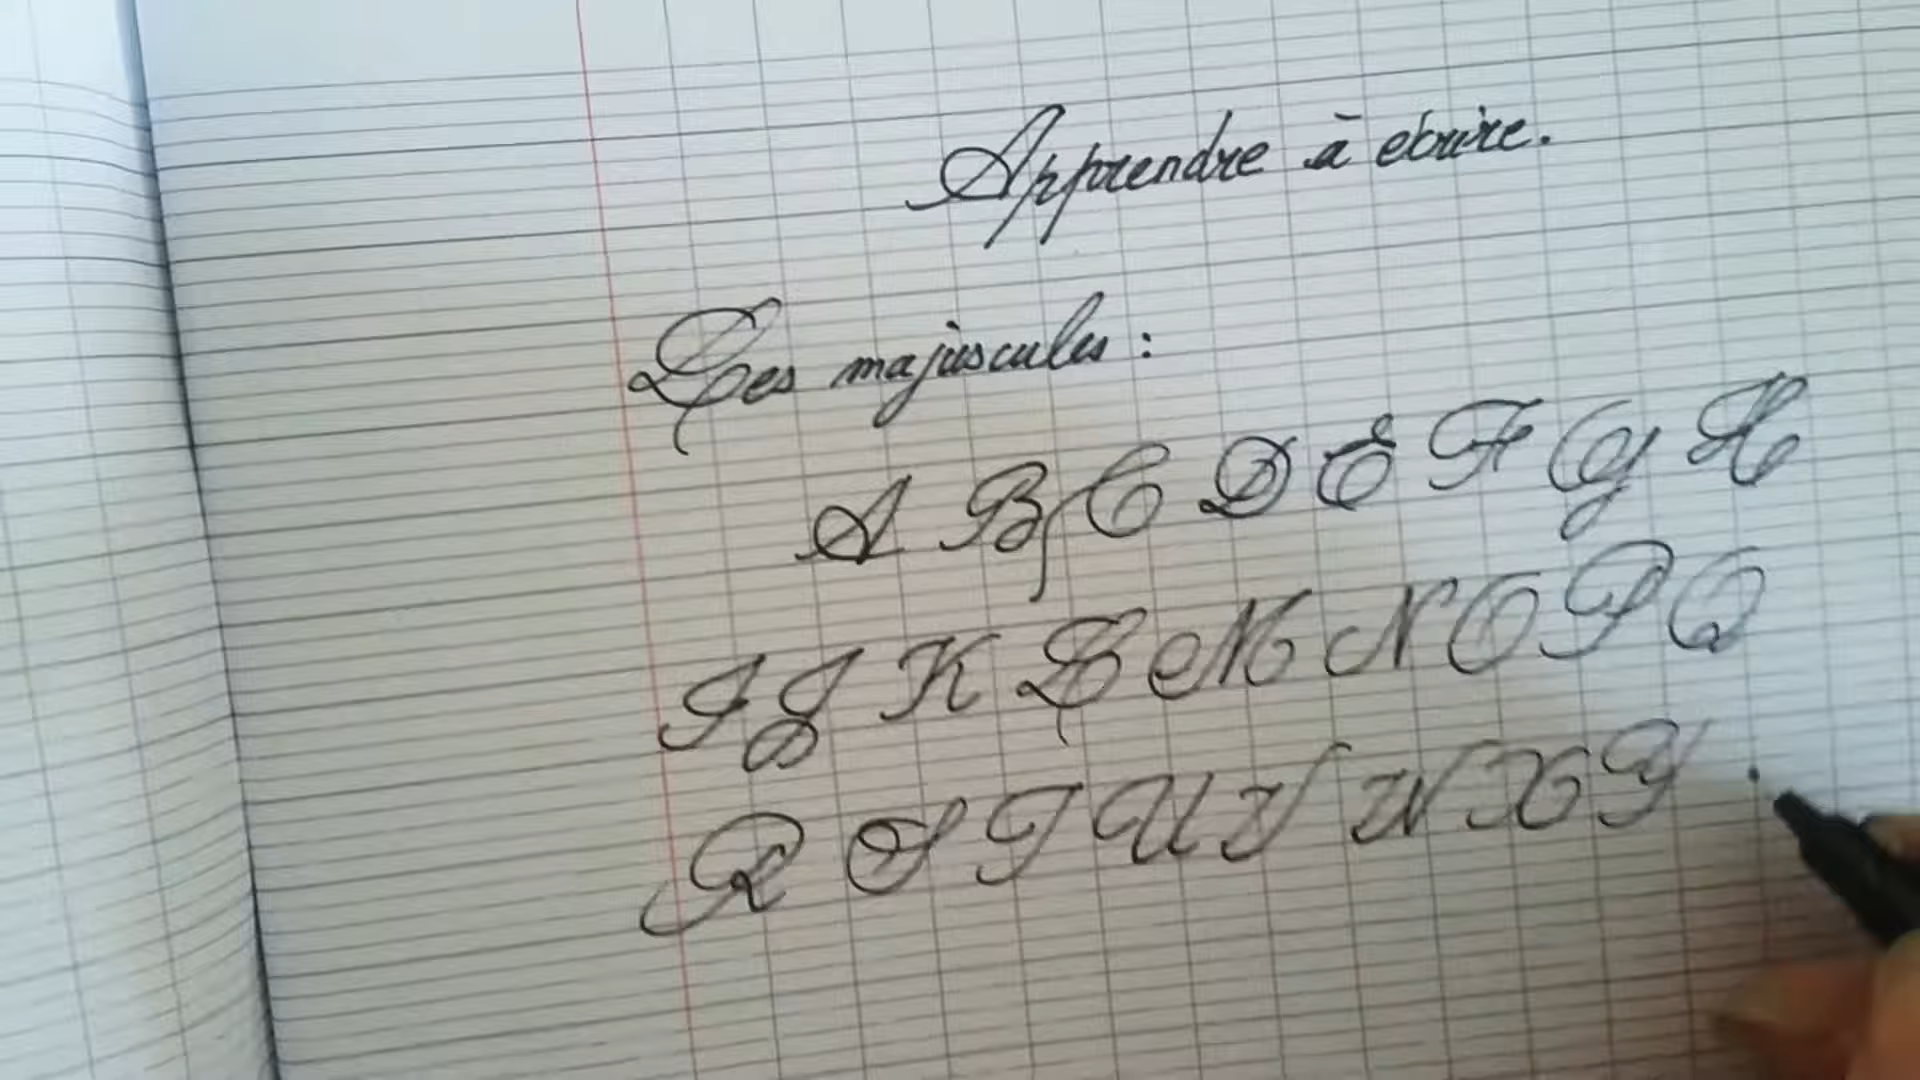 Apprendre à ecrire.
Les majuscules :
A B C D E F G H
I J K L M N O P Q
R S T U V W X Y